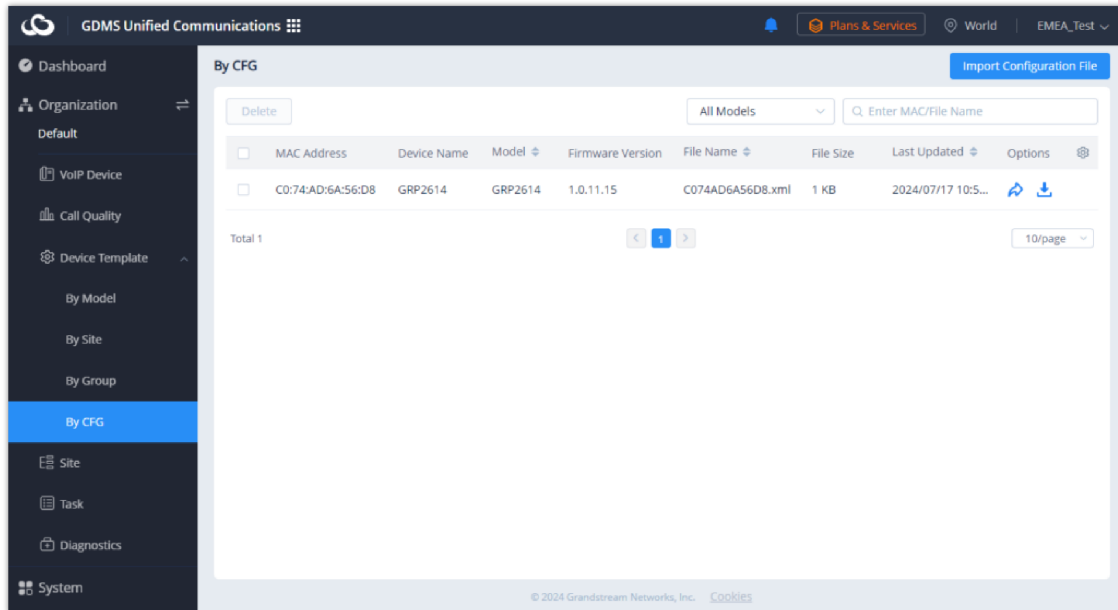 GDMS Unified Communications
Plans & Services
World
EMEA_Test
Dashboard
Organization
Default
VoIP Device
Call Quality
Device Template
By Model
By Site
By Group
By CFG
Site
Task
Diagnostics
System
By CFG
Import Configuration File
Delete
All Models
Enter MAC/File Name
MAC Address Device Name Model Firmware Version File Name File Size Last Updated Options
C0:74:AD:6A:56:D8 GRP2614 GRP2614 1.0.11.15 C074AD6A56D8.xml 1 KB 2024/07/17 10:5...
Total 1
1
10/page
© 2024 Grandstream Networks, Inc. Cookies